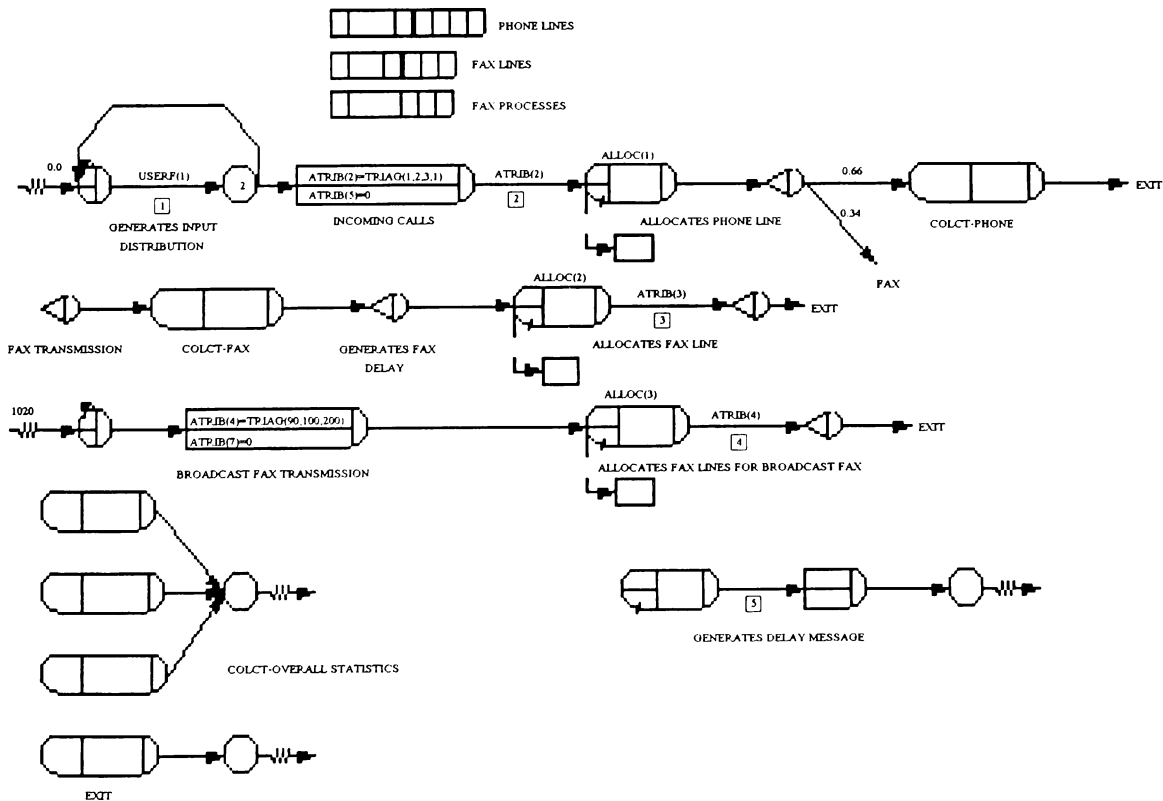 PHONE LINES
FAX LINES
FAX PROCESSES
0.0
USERF(1)
1
GENERATES INPUT
DISTRIBUTION
2
ATRIB(2)=TRIAG(1,2,3,1)
ATRIB(5)=0
INCOMING CALLS
ATRIB(2)
2
ALLOC(1)
ALLOCATES PHONE LINE
0.66
0.34
FAX
COLCT-PHONE
EXIT
FAX TRANSMISSION
COLCT-FAX
GENERATES FAX
DELAY
ALLOC(2)
ATRIB(3)
3
ALLOCATES FAX LINE
EXIT
1020
ATRIB(4)=TRIAG(90,100,200)
ATRIB(7)=0
BROADCAST FAX TRANSMISSION
ALLOC(3)
ATRIB(4)
4
ALLOCATES FAX LINES FOR BROADCAST FAX
EXIT
COLCT-OVERALL STATISTICS
5
GENERATES DELAY MESSAGE
EXIT